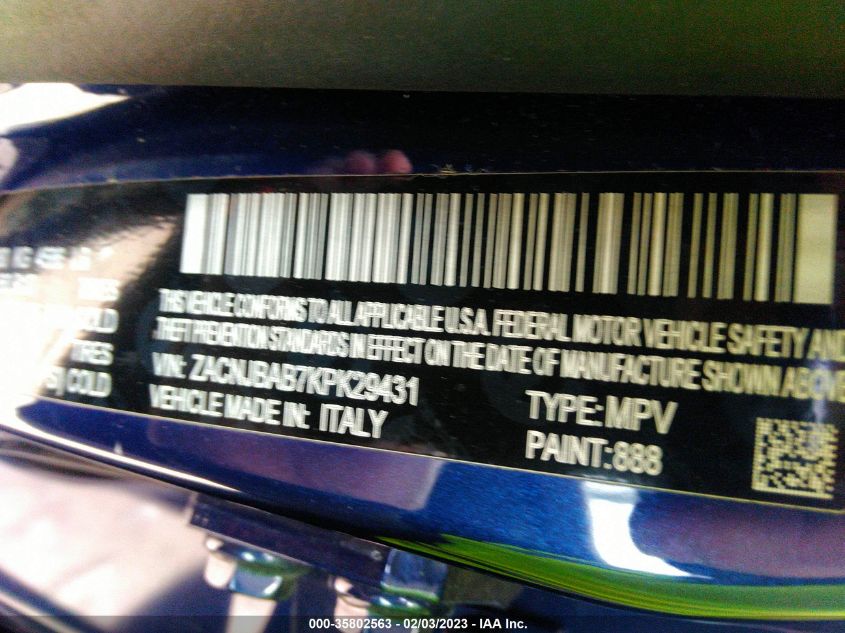 THIS VEHICLE CONFORMS TO ALL APPLICABLE U.S.A. FEDERAL MOTOR VEHICLE SAFETY AND
THEFT PREVENTION STANDARDS IN EFFECT ON THE DATE OF MANUFACTURE SHOWN ABOVE
TIRES
COLD
VIN: ZACNJBAB7KPK29431
TYPE: MPV
VEHICLE MADE IN: ITALY
PAINT: 888
000-35802563 - 02/03/2023 - IAA Inc.